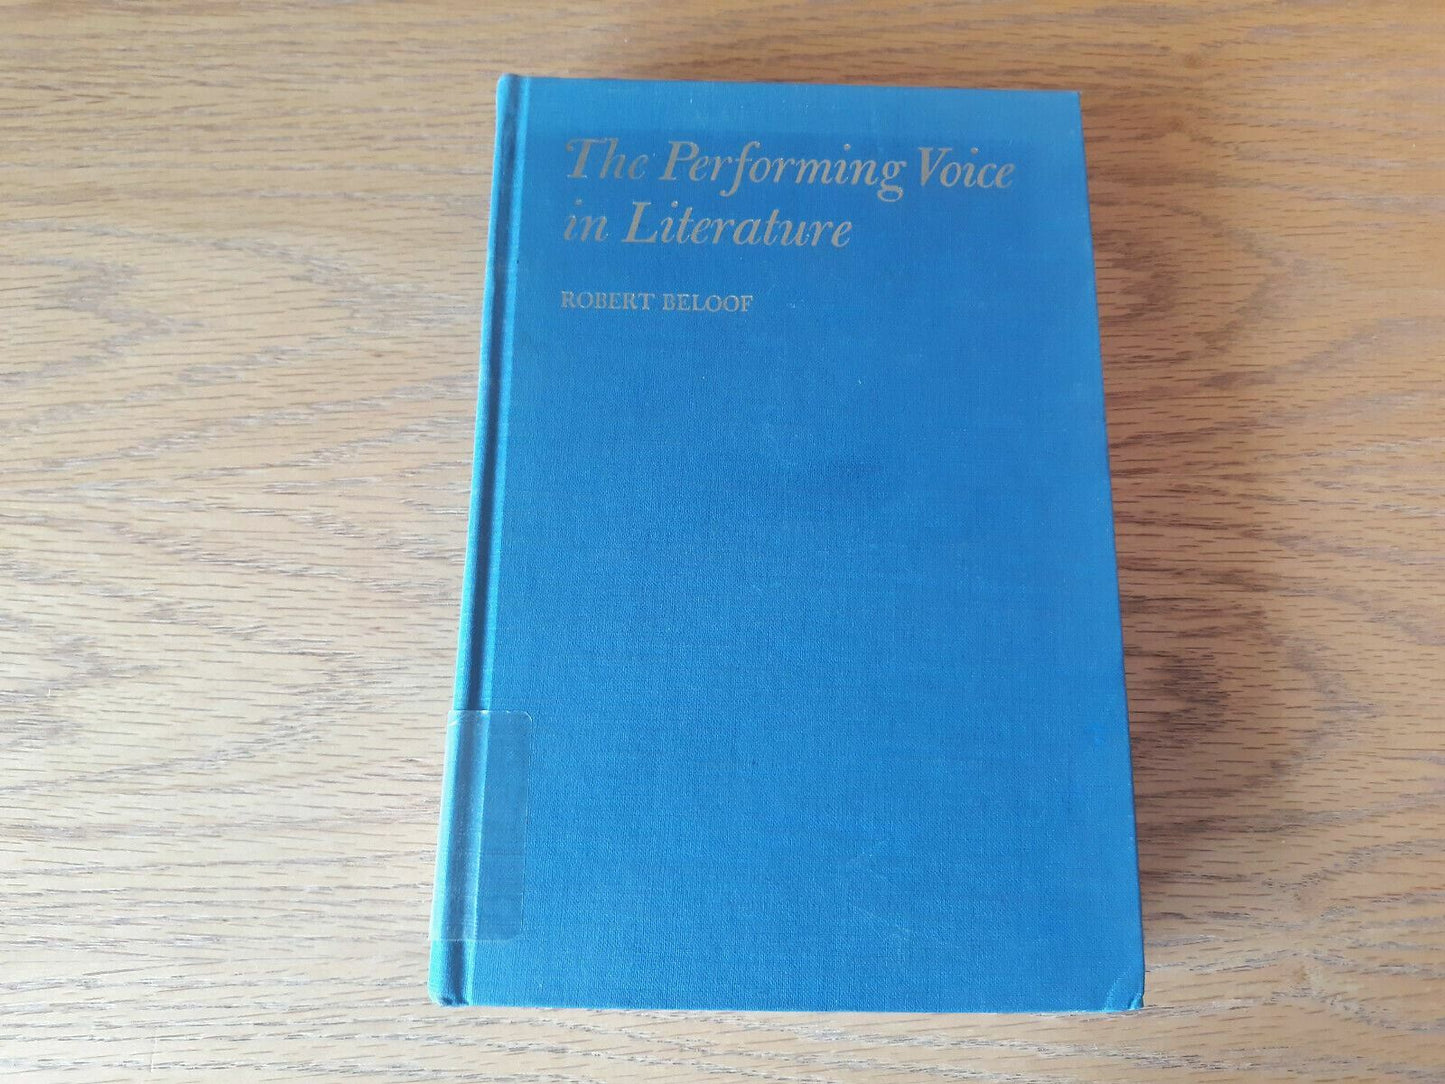 The Performing Voice
in Literature
ROBERT BELOOF